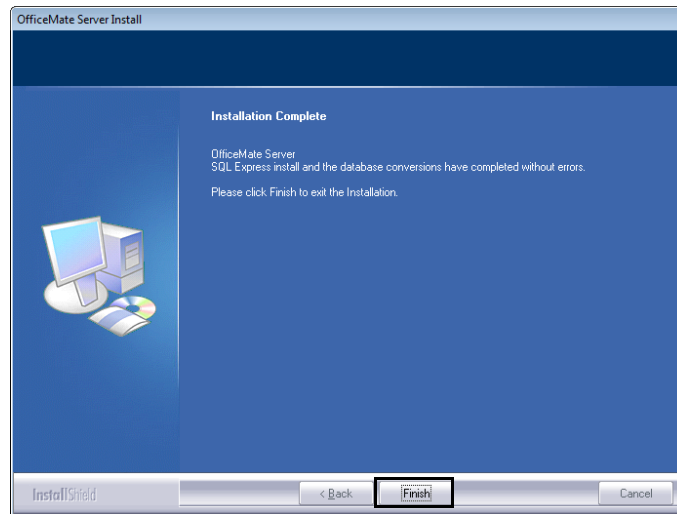 OfficeMate Server Install
Installation Complete
OfficeMate Server
SQL Express install and the database conversions have completed without errors.
Please click Finish to exit the Installation.
InstallShield
< Back
Finish
Cancel